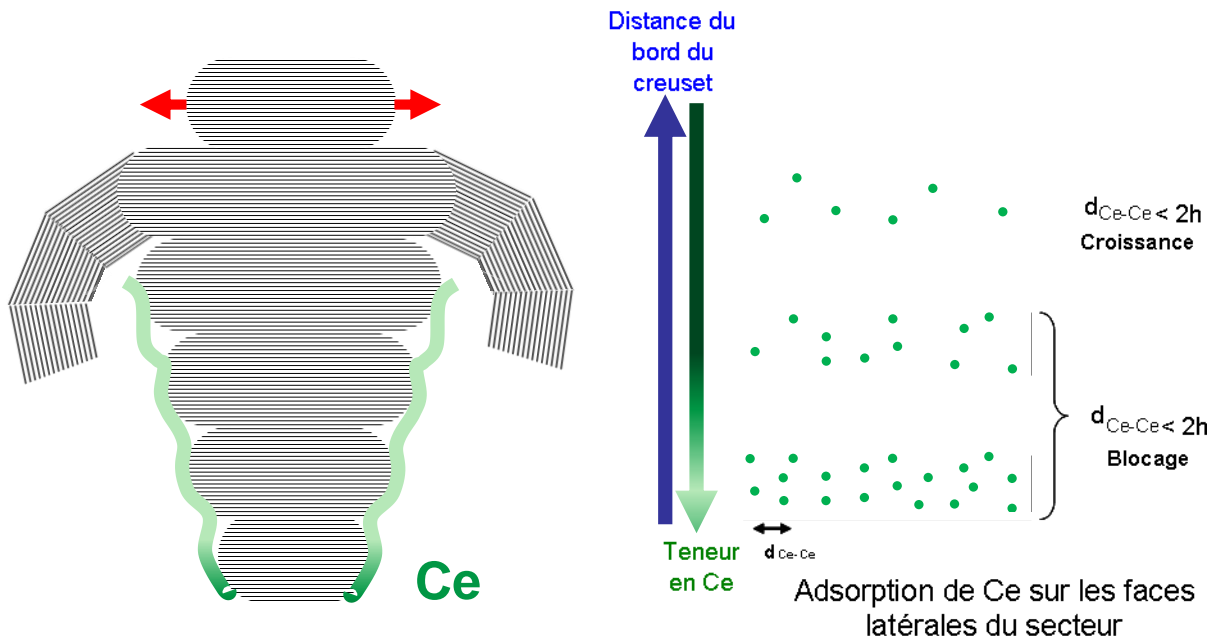 Distance du
bord du
creuset
dCe-Ce < 2h
Croissance
dCe-Ce < 2h
Blocage
Ce
Teneur
en Ce
dCe-Ce
Adsorption de Ce sur les faces
latérales du secteur